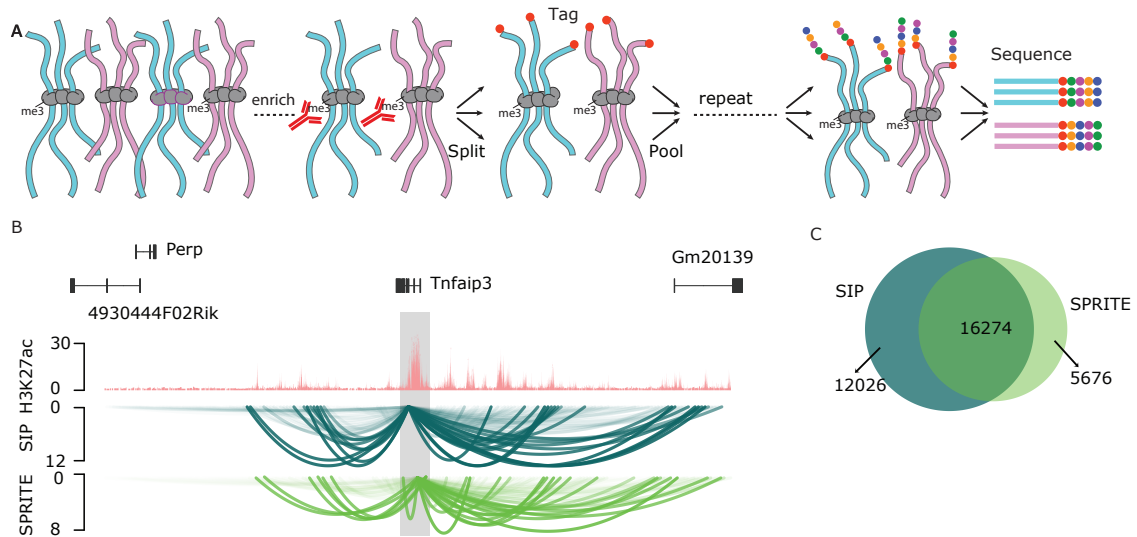 A
me3
me3
enrich
me3
me3
Split
Tag
me3
me3
Pool
repeat
me3
me3
Sequence
B
Perp
4930444F02Rik
Tnfaip3
Gm20139
H3K27ac
30
0
SIP
0
12
SPRITE
0
8
C
SIP
SPRITE
16274
12026
5676